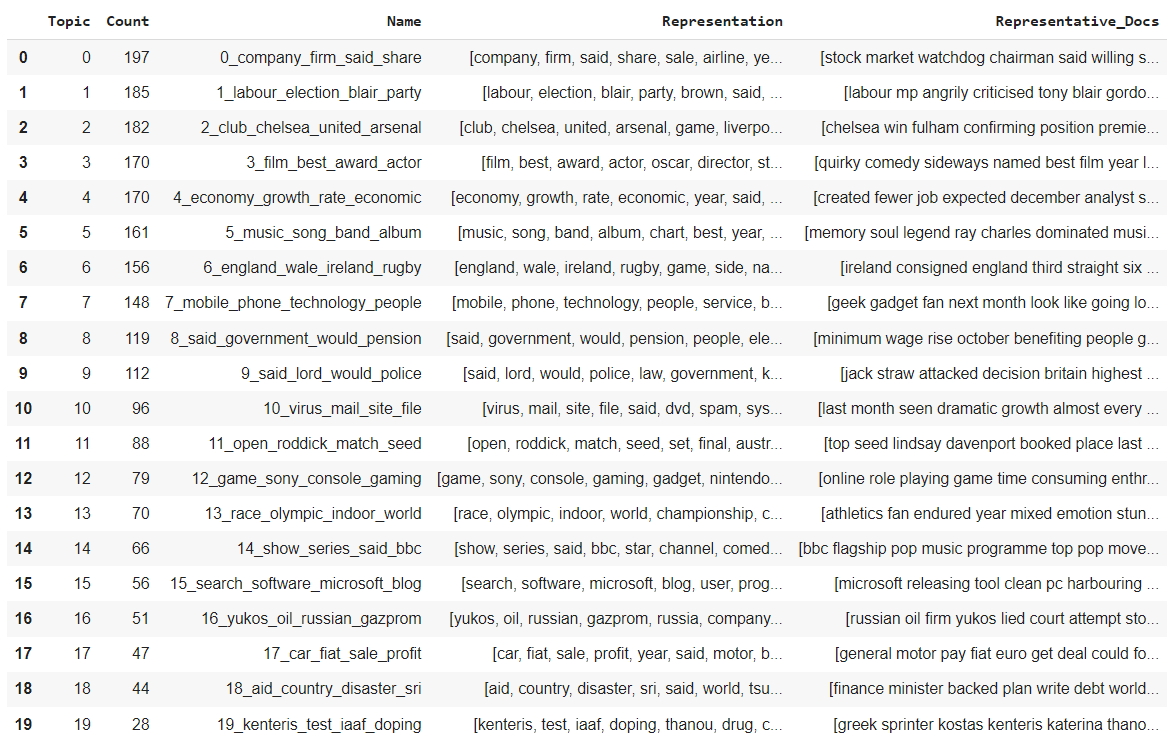 Topic Count Name Representation Representative_Docs
0 0 197 0_company_firm_said_share [company, firm, said, share, sale, airline, ye... [stock market watchdog chairman said willing s...
1 1 185 1_labour_election_blair_party [labour, election, blair, party, brown, said, ... [labour mp angrily criticised tony blair gordo...
2 2 182 2_club_chelsea_united_arsenal [club, chelsea, united, arsenal, game, liverpo... [chelsea win fulham confirming position premie...
3 3 170 3_film_best_award_actor [film, best, award, actor, oscar, director, st... [quirky comedy sideways named best film year l...
4 4 170 4_economy_growth_rate_economic [economy, growth, rate, economic, year, said, ... [created fewer job expected december analyst s...
5 5 161 5_music_song_band_album [music, song, band, album, chart, best, year, ... [memory soul legend ray charles dominated musi...
6 6 156 6_england_wale_ireland_rugby [england, wale, ireland, rugby, game, side, na... [ireland consigned england third straight six ...
7 7 148 7_mobile_phone_technology_people [mobile, phone, technology, people, service, b... [geek gadget fan next month look like going lo...
8 8 119 8_said_government_would_pension [said, government, would, pension, people, ele... [minimum wage rise october benefiting people g...
9 9 112 9_said_lord_would_police [said, lord, would, police, law, government, k... [jack straw attacked decision britain highest ...
10 10 96 10_virus_mail_site_file [virus, mail, site, file, said, dvd, spam, sys... [last month seen dramatic growth almost every ...
11 11 88 11_open_roddick_match_seed [open, roddick, match, seed, set, final, austr... [top seed lindsay davenport booked place last ...
12 12 79 12_game_sony_console_gaming [game, sony, console, gaming, gadget, nintendo... [online role playing game time consuming enthr...
13 13 70 13_race_olympic_indoor_world [race, olympic, indoor, world, championship, c... [athletics fan endured year mixed emotion stun...
14 14 66 14_show_series_said_bbc [show, series, said, bbc, star, channel, comed... [bbc flagship pop music programme top pop move...
15 15 56 15_search_software_microsoft_blog [search, software, microsoft, blog, user, prog... [microsoft releasing tool clean pc harbouring ...
16 16 51 16_yukos_oil_russian_gazprom [yukos, oil, russian, gazprom, russia, company... [russian oil firm yukos lied court attempt sto...
17 17 47 17_car_fiat_sale_profit [car, fiat, sale, profit, year, said, motor, b... [general motor pay fiat euro get deal could fo...
18 18 44 18_aid_country_disaster_sri [aid, country, disaster, sri, said, world, tsu... [finance minister backed plan write debt world...
19 19 28 19_kenteris_test_iaaf_doping [kenteris, test, iaaf, doping, thanou, drug, c... [greek sprinter kostas kenteris katerina thano...